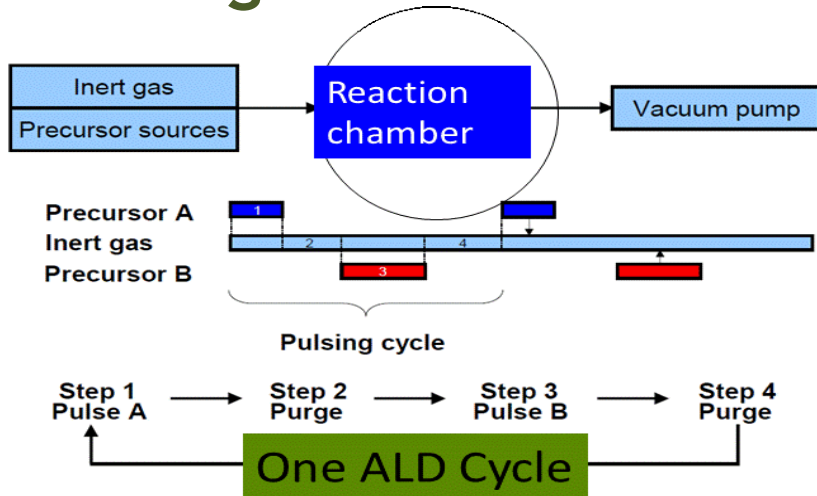 Inert gas
Precursor sources
Reaction
chamber
Vacuum pump
Precursor A
1
Inert gas
2
4
Precursor B
3
Pulsing cycle
Step 1
Pulse A
Step 2
Purge
Step 3
Pulse B
Step 4
Purge
One ALD Cycle